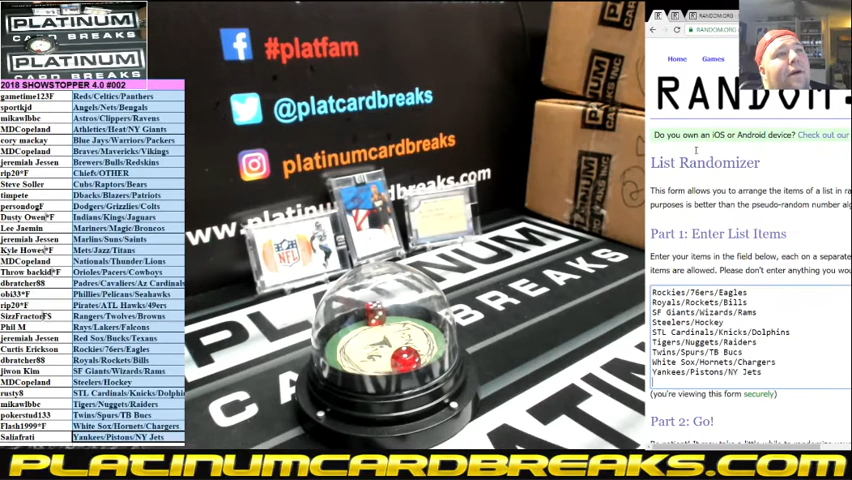 PLATINUM
CARD BREAKS
PLATINUM
2018 SHOWSTOPPER 4.0 #002
gametime123F Reds/Celtics/Panthers
sportkjd Angels/Nets/Bengals
mikawlbbc Astros/Clippers/Ravens
MDCopeland Athletics/Heat/NY Giants
cory mackay Blue Jays/Warriors/Packers
MDCopeland Braves/Mavericks/Vikings
jeremiah Jessen Brewers/Bulls/Redskins
rip20*F Chiefs/OTHER
Steve Soller Cubs/Raptors/Bears
timpete Dbacks/Blazers/Patriots
persondogF Dodgers/Grizzlies/Colts
Dusty Owen*F Indians/Kings/Jaguars
Lee Jaemin Mariners/Magic/Broncos
jeremiah Jessen Marlins/Suns/Saints
Kyle Howes*F Mets/Jazz/Titans
MDCopeland Nationals/Thunder/Lions
Throw backid*F Orioles/Pacers/Cowboys
dbratcher88 Padres/Cavaliers/Az Cardinals
obi33*F Phillies/Pelicans/Seahawks
rip20*F Pirates/ATL Hawks/49ers
SizzFractorFS Rangers/Twolves/Browns
Phil M Rays/Lakers/Falcons
jeremiah Jessen Red Sox/Bucks/Texans
Curtis Erickson Rockies/76ers/Eagles
dbratcher88 Royals/Rockets/Bills
jiwon Kim SF Giants/Wizards/Rams
MDCopeland Steelers/Hockey
rusty8 STL Cardinals/Knicks/Dolphin
mikawlbbc Tigers/Nuggets/Raiders
pokerstud133 Twins/Spurs/TB Bucs
Flash1999*F White Sox/Hornets/Chargers
Saliafrati Yankees/Pistons/NY Jets
#platfam
@platcardbreaks
platinumcardbreaks
www.
nbreaks.com
NFL
PLATINUM
CA
BREAKS
PLATIN
RANDOM.ORG
Home Games
RANDOM.
Do you own an iOS or Android device? Check out our
List Randomizer
This form allows you to arrange the items of a list in ra
purposes is better than the pseudo-random number alg
Part 1: Enter List Items
Enter your items in the field below, each on a separate
items are allowed. Please don't enter anything you wou
Rockies/76ers/Eagles
Royals/Rockets/Bills
SF Giants/Wizards/Rams
Steelers/Hockey
STL Cardinals/Knicks/Dolphins
Tigers/Nuggets/Raiders
Twins/Spurs/TB Bucs
White Sox/Hornets/Chargers
Yankees/Pistons/NY Jets
(you're viewing this form securely)
Part 2: Go!
PLATINUMCARDBREAKS.COM